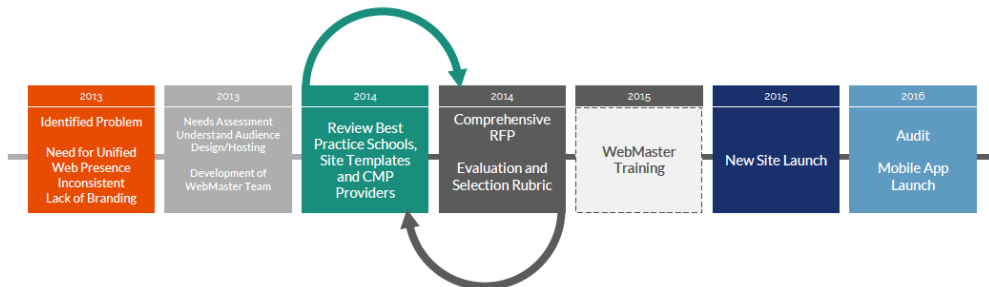 2013
Identified Problem
Need for Unified
Web Presence
Inconsistent
Lack of Branding
2013
Needs Assessment
Understand Audience
Design/Hosting
Development of
WebMaster Team
2014
Review Best
Practice Schools,
Site Templates
and CMP
Providers
2014
Comprehensive
RFP
Evaluation and
Selection Rubric
2015
WebMaster
Training
2015
New Site Launch
2016
Audit
Mobile App
Launch